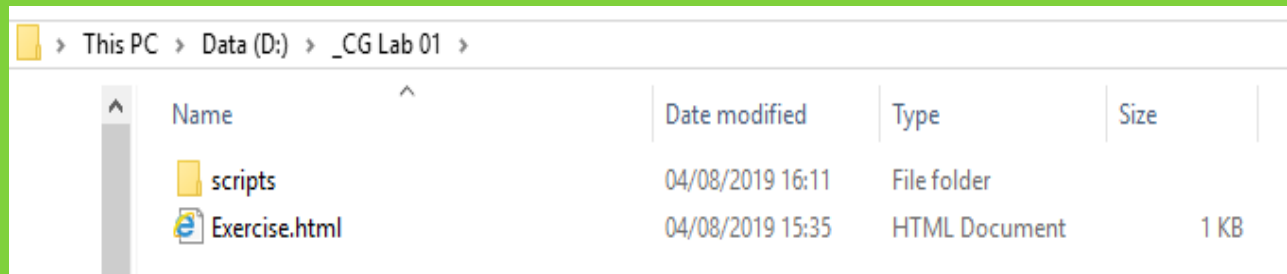 This PC > Data (D:) > _CG Lab 01 >
Name Date modified Type Size
scripts 04/08/2019 16:11 File folder
Exercise.html 04/08/2019 15:35 HTML Document 1 KB